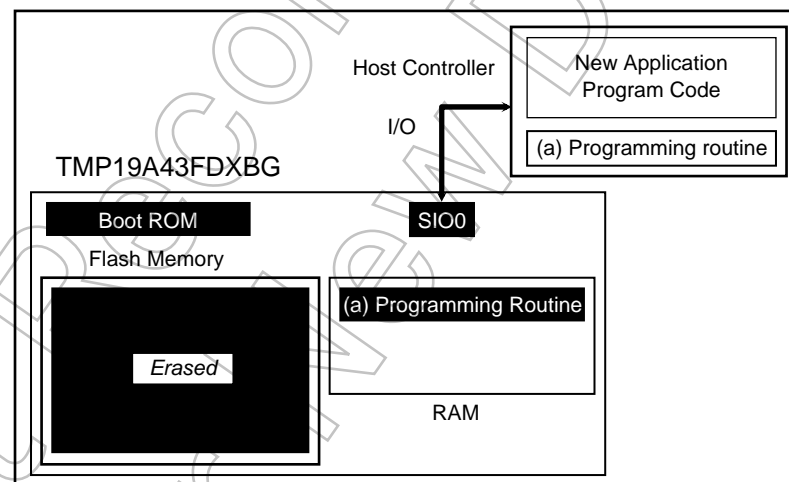 Host Controller
New Application
Program Code
I/O
(a) Programming routine
TMP19A43FDXBG
Boot ROM
SIO0
Flash Memory
(a) Programming Routine
Erased
RAM